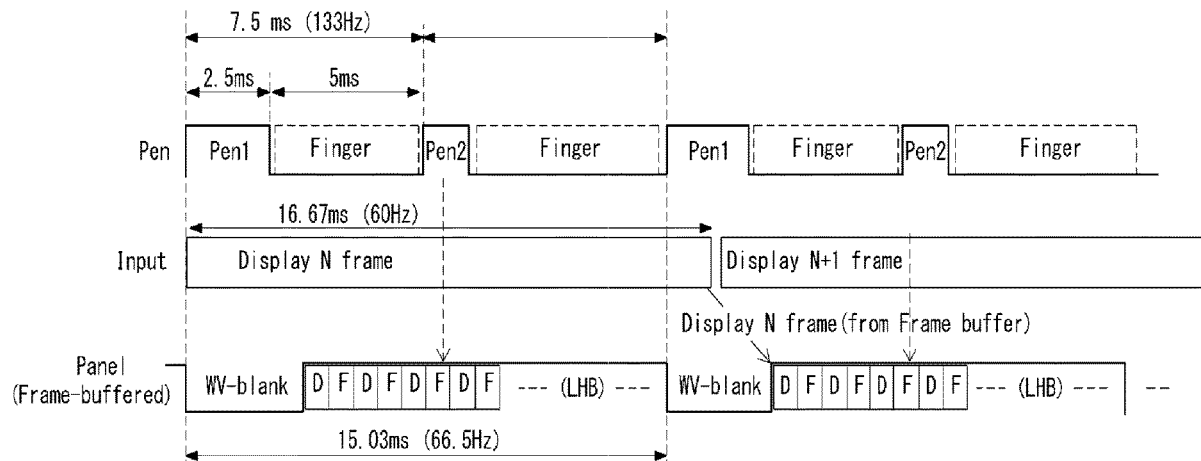 7.5 ms (133Hz)
2.5ms 5ms
Pen Pen1 Finger Pen2 Finger Pen1 Finger Pen2 Finger
16.67ms (60Hz)
Input Display N frame Display N+1 frame
Display N frame(from Frame buffer)
Panel
(Frame-buffered) WV-blank D F D F D F D F --- (LHB) --- WV-blank D F D F D F D F --- (LHB) --- --
15.03ms (66.5Hz)